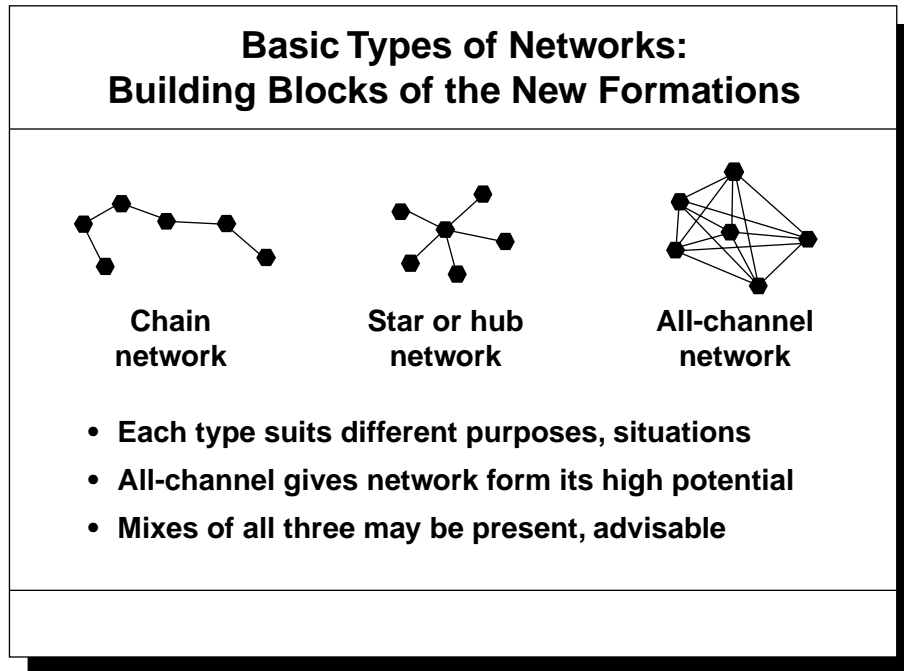 Basic Types of Networks:
Building Blocks of the New Formations
Chain
network
Star or hub
network
All-channel
network
• Each type suits different purposes, situations
• All-channel gives network form its high potential
• Mixes of all three may be present, advisable